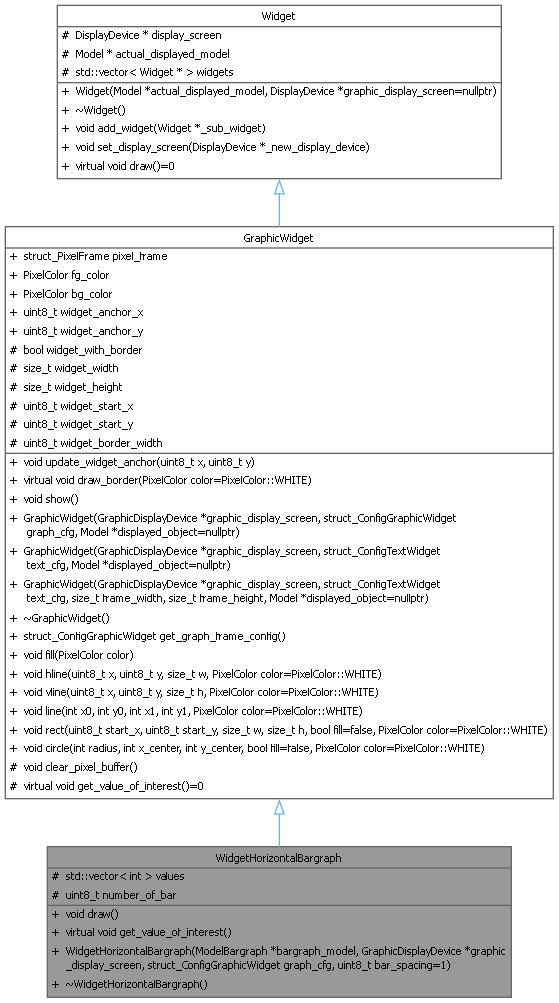 Widget
# DisplayDevice * display_screen
# Model * actual_displayed_model
# std::vector< Widget * > widgets
+ Widget(Model *actual_displayed_model, DisplayDevice *graphic_display_screen=nullptr)
+ ~Widget()
+ void add_widget(Widget *_sub_widget)
+ void set_display_screen(DisplayDevice *_new_display_device)
+ virtual void draw()=0
GraphicWidget
+ struct_PixelFrame pixel_frame
+ PixelColor fg_color
+ PixelColor bg_color
+ uint8_t widget_anchor_x
+ uint8_t widget_anchor_y
# bool widget_with_border
# size_t widget_width
# size_t widget_height
# uint8_t widget_start_x
# uint8_t widget_start_y
# uint8_t widget_border_width
+ void update_widget_anchor(uint8_t x, uint8_t y)
+ virtual void draw_border(PixelColor color=PixelColor::WHITE)
+ void show()
+ GraphicWidget(GraphicDisplayDevice *graphic_display_screen, struct_ConfigGraphicWidget
graph_cfg, Model *displayed_object=nullptr)
+ GraphicWidget(GraphicDisplayDevice *graphic_display_screen, struct_ConfigTextWidget
text_cfg, Model *displayed_object=nullptr)
+ GraphicWidget(GraphicDisplayDevice *graphic_display_screen, struct_ConfigTextWidget
text_cfg, size_t frame_width, size_t frame_height, Model *displayed_object=nullptr)
+ ~GraphicWidget()
+ struct_ConfigGraphicWidget get_graph_frame_config()
+ void fill(PixelColor color)
+ void hline(uint8_t x, uint8_t y, size_t w, PixelColor color=PixelColor::WHITE)
+ void vline(uint8_t x, uint8_t y, size_t h, PixelColor color=PixelColor::WHITE)
+ void line(int x0, int y0, int x1, int y1, PixelColor color=PixelColor::WHITE)
+ void rect(uint8_t start_x, uint8_t start_y, size_t w, size_t h, bool fill=false, PixelColor color=PixelColor::WHITE)
+ void circle(int radius, int x_center, int y_center, bool fill=false, PixelColor color=PixelColor::WHITE)
# void clear_pixel_buffer()
# virtual void get_value_of_interest()=0
WidgetHorizontalBargraph
# std::vector< int > values
# uint8_t number_of_bar
+ void draw()
+ virtual void get_value_of_interest()
+ WidgetHorizontalBargraph(ModelBargraph *bargraph_model, GraphicDisplayDevice *graphic
_display_screen, struct_ConfigGraphicWidget graph_cfg, uint8_t bar_spacing=1)
+ ~WidgetHorizontalBargraph()